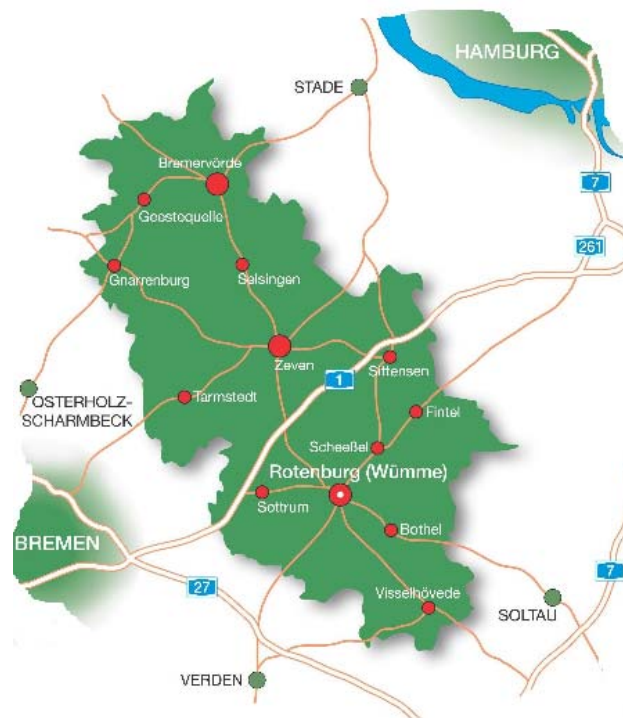 HAMBURG
STADE
Bremervörde
7
Geestequelle
261
Gnarrenburg
Selsingen
Zeven
Sittensen
1
OSTERHOLZ-
SCHARMBECK
Tarmstedt
Fintel
Scheeßel
Rotenburg (Wümme)
Sottrum
Bothel
BREMEN
7
27
Visselhövede
SOLTAU
VERDEN